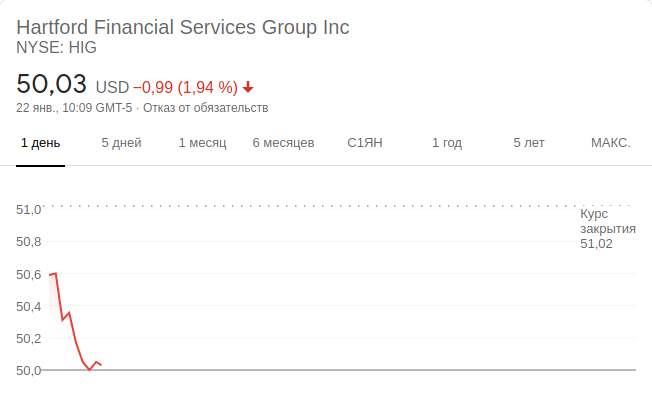 Hartford Financial Services Group Inc
NYSE: HIG
50,03 USD −0,99 (1,94 %)
22 янв., 10:09 GMT-5 · Отказ от обязательств
1 день 5 дней 1 месяц 6 месяцев С1ЯН 1 год 5 лет МАКС.
51,0
Курс
закрытия
51,02
50,8
50,6
50,4
50,2
50,0